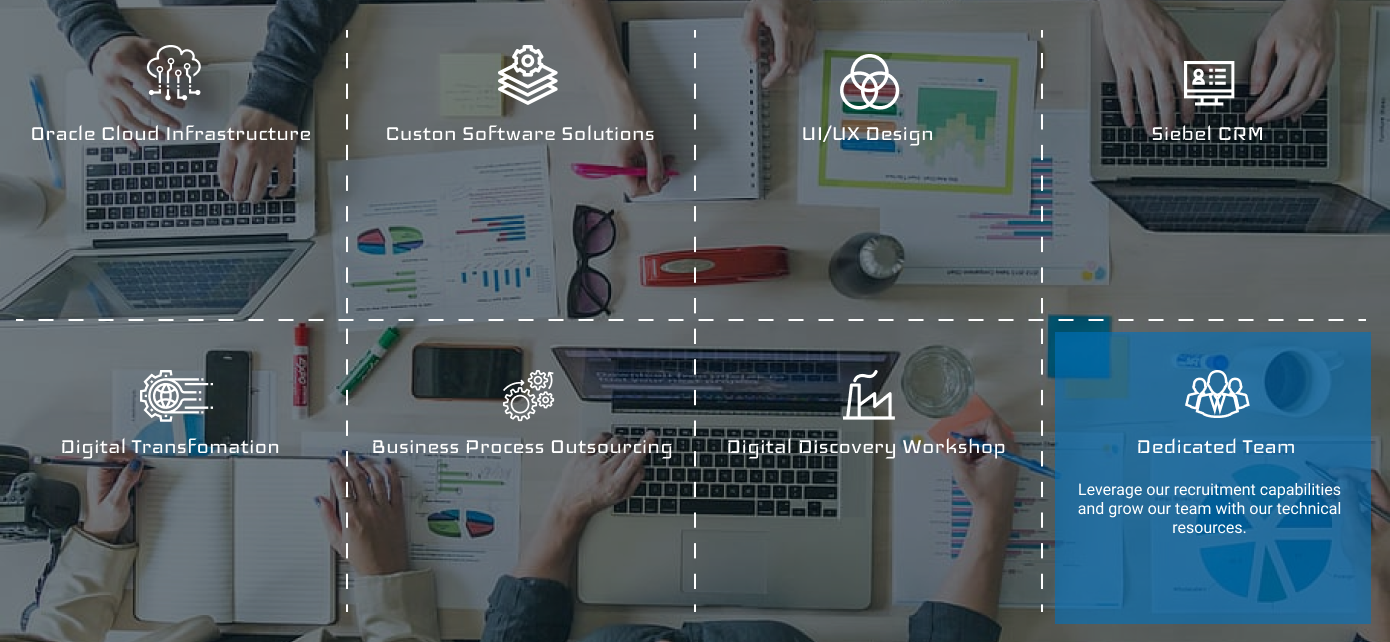 Oracle Cloud Infrastructure
Custon Software Solutions
UI/UX Design
Siebel CRM
Digital Transfomation
Business Process Outsourcing
Digital Discovery Workshop
Dedicated Team
Leverage our recruitment capabilities
and grow our team with our technical
resources.